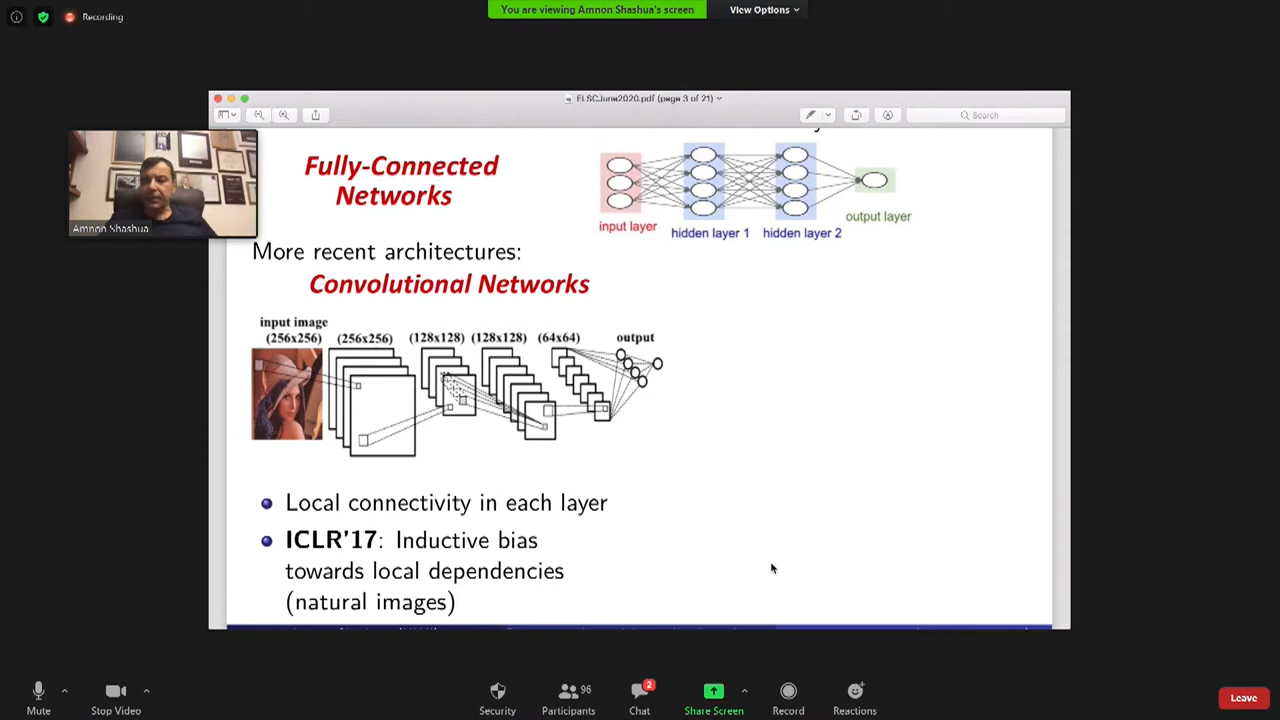 Recording
You are viewing Amnon Shashua's screen
View Options
ELSCJune2020.pdf (page 3 of 21)
Search
Fully-Connected
Networks
input layer
hidden layer 1
hidden layer 2
output layer
Amnon Shashua
More recent architectures:
Convolutional Networks
input image
(256x256)
(256x256)
(128x128)
(128x128)
(64x64)
output
Local connectivity in each layer
ICLR'17: Inductive bias
towards local dependencies
(natural images)
Mute
Stop Video
Security
96
Participants
2
Chat
Share Screen
Record
Reactions
Leave